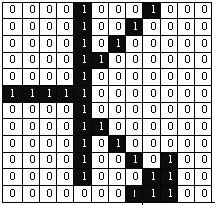 0 0 0 0 1 0 0 0 1 0 0 0
0 0 0 0 1 0 0 1 0 0 0 0
0 0 0 0 1 0 1 0 0 0 0 0
0 0 0 0 1 1 0 0 0 0 0 0
0 0 0 0 1 0 0 0 0 0 0 0
1 1 1 1 1 0 0 0 0 0 0 0
0 0 0 0 1 0 0 0 0 0 0 0
0 0 0 0 1 1 0 0 0 0 0 0
0 0 0 0 1 0 1 0 0 0 0 0
0 0 0 0 1 0 0 1 0 1 0 0
0 0 0 0 1 0 0 0 1 1 0 0
0 0 0 0 0 0 0 1 1 1 0 0